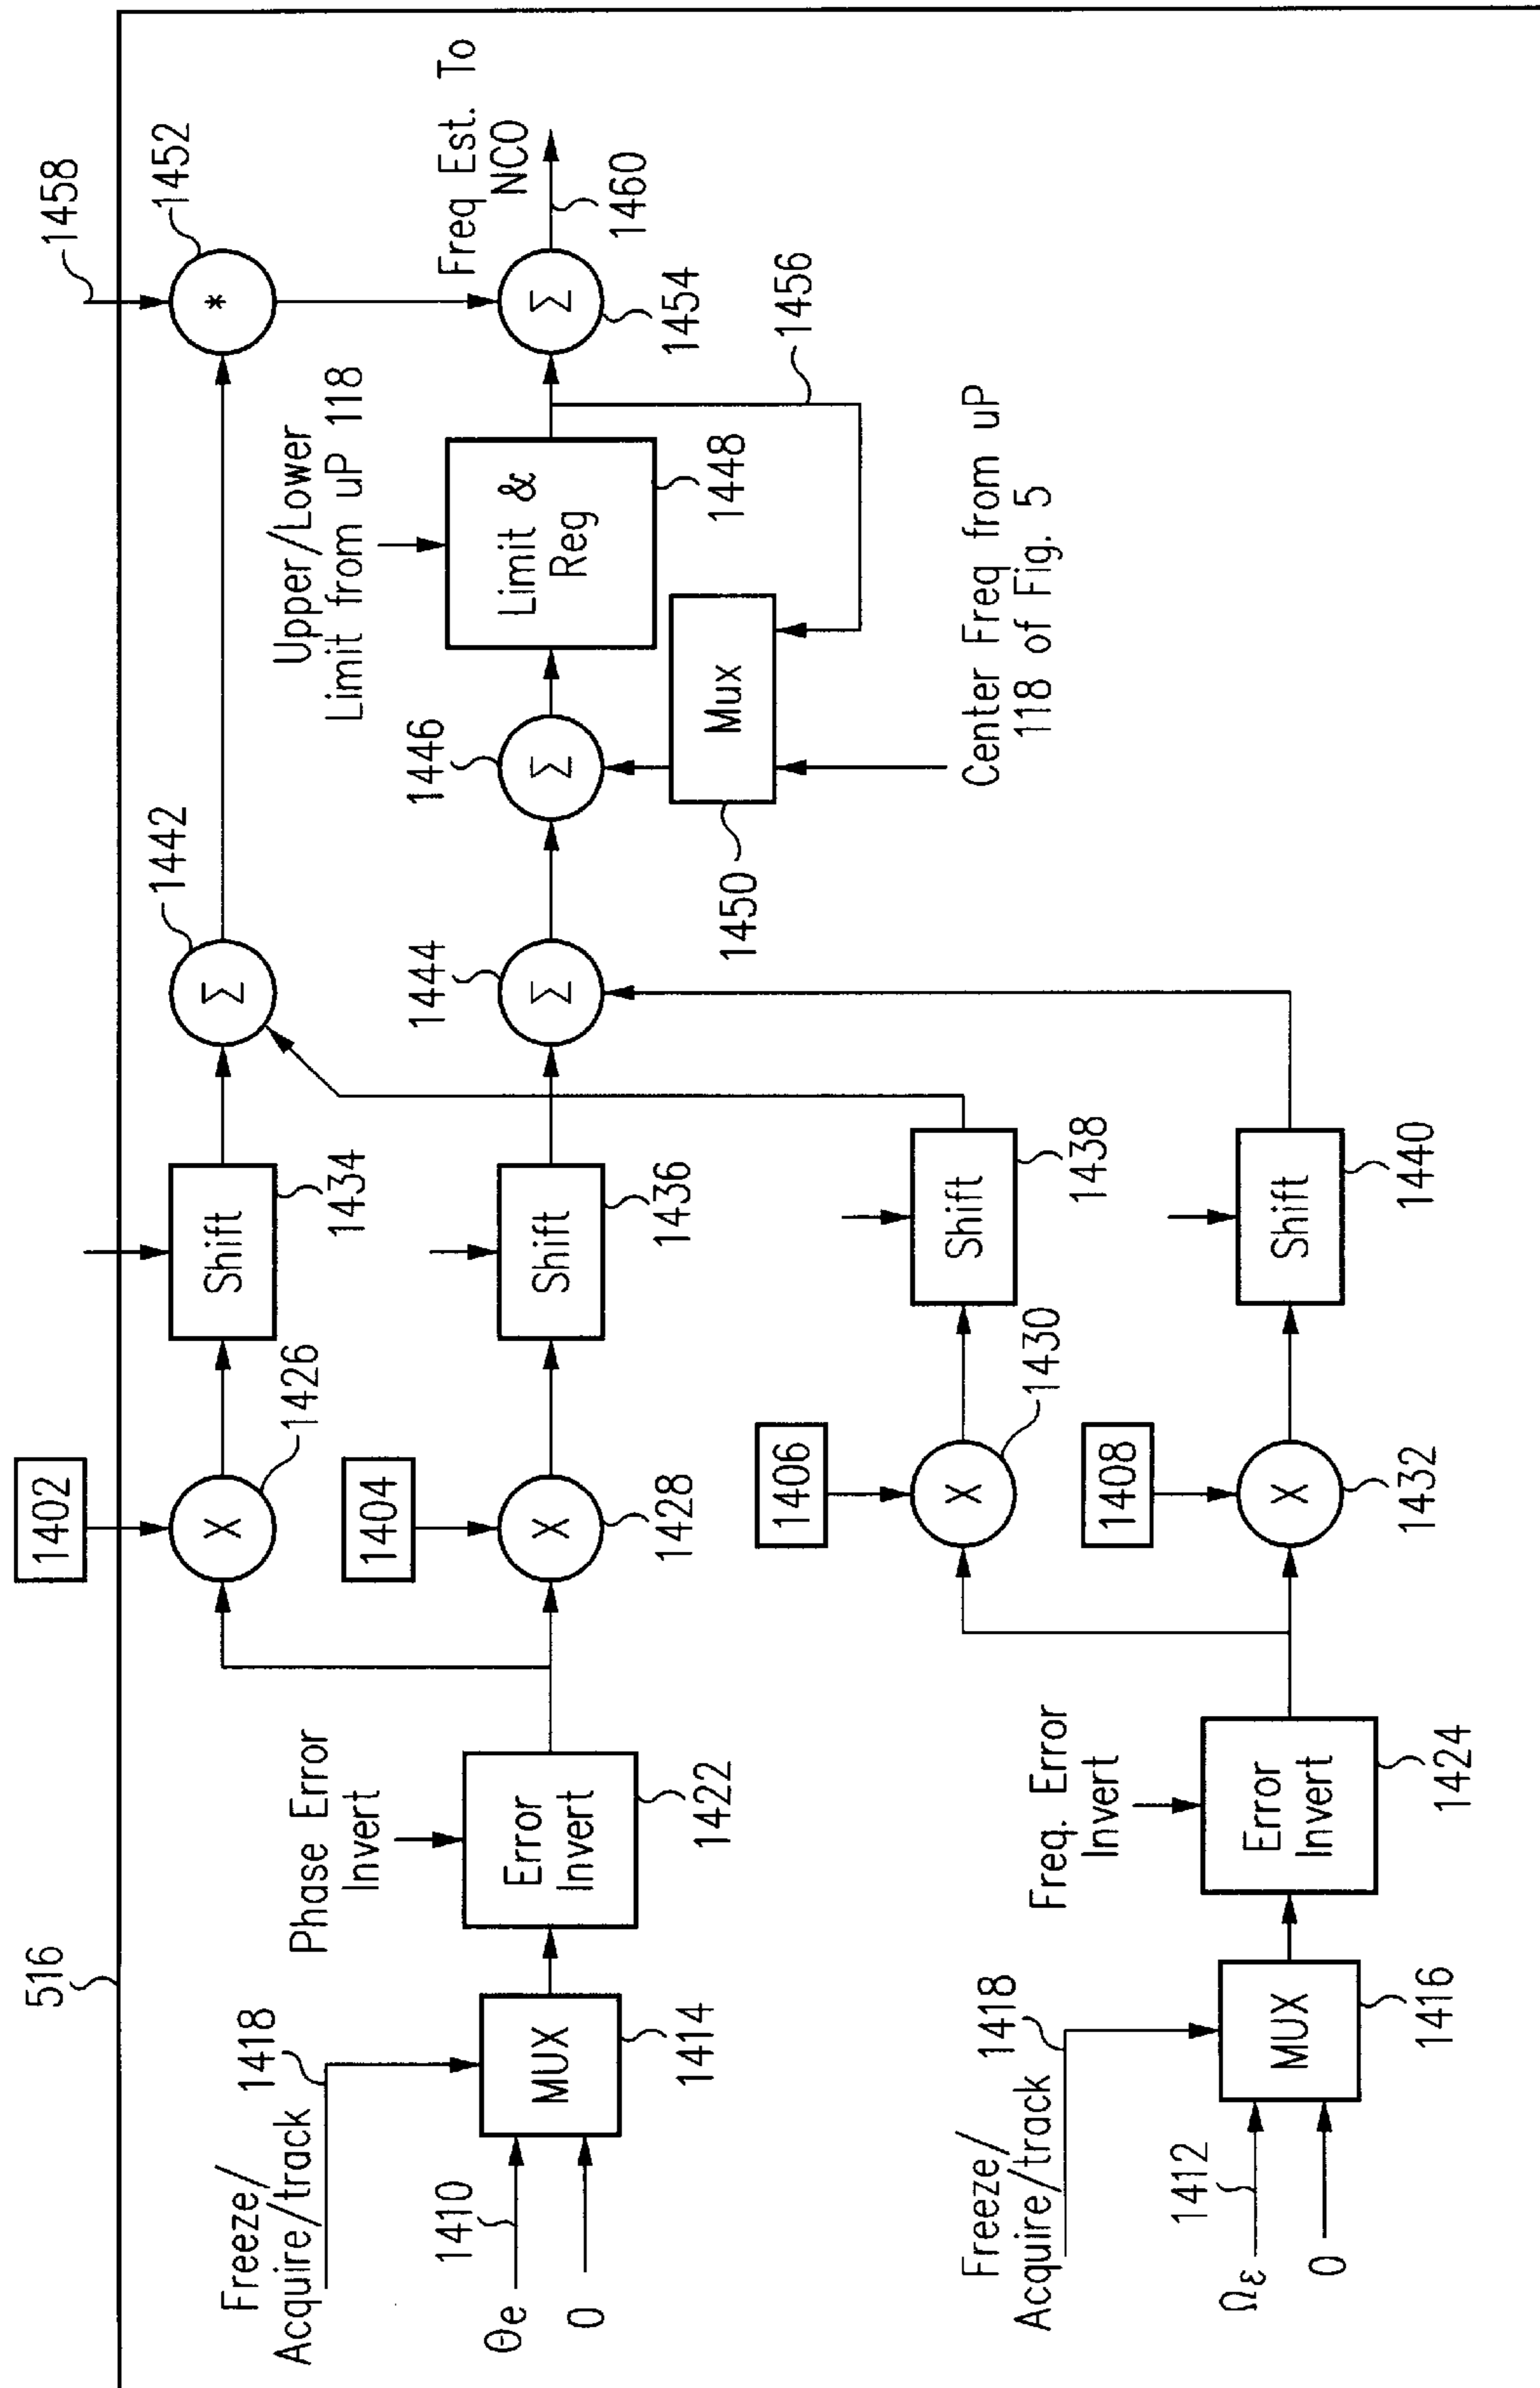 516
1402
1404
1406
1408
1458
1452
1442
1434
1426
Shift
X
Σ
*
Freeze/
Acquire/track
1418
Phase Error
Invert
Θe
1410
0
MUX
1414
Error
Invert
1422
X
1428
Shift
1436
1444
Σ
1446
Σ
Upper/Lower
Limit from uP 118
Limit &
Reg
1448
Mux
1450
1456
Σ
1454
Freq Est. To
NCO
1460
Center Freq from uP
118 of Fig. 5
Freeze/
Acquire/track
1418
Freq. Error
Invert
Ωε
1412
0
MUX
1416
Error
Invert
1424
X
1430
Shift
1438
X
1432
Shift
1440